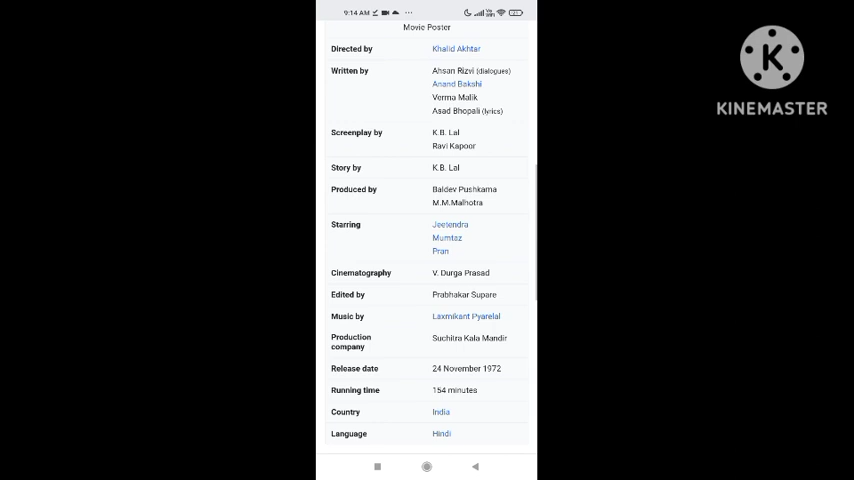 9:14 AM
Movie Poster
Directed by Khalid Akhtar
Written by Ahsan Rizvi (dialogues)
Anand Bakshi
Verma Malik
Asad Bhopali (lyrics)
Screenplay by K.B. Lal
Ravi Kapoor
Story by K.B. Lal
Produced by Baldev Pushkarna
M.M.Malhotra
Starring Jeetendra
Mumtaz
Pran
Cinematography V. Durga Prasad
Edited by Prabhakar Supare
Music by Laxmikant Pyarelal
Production Suchitra Kala Mandir
company
Release date 24 November 1972
Running time 154 minutes
Country India
Language Hindi
K
KINEMASTER